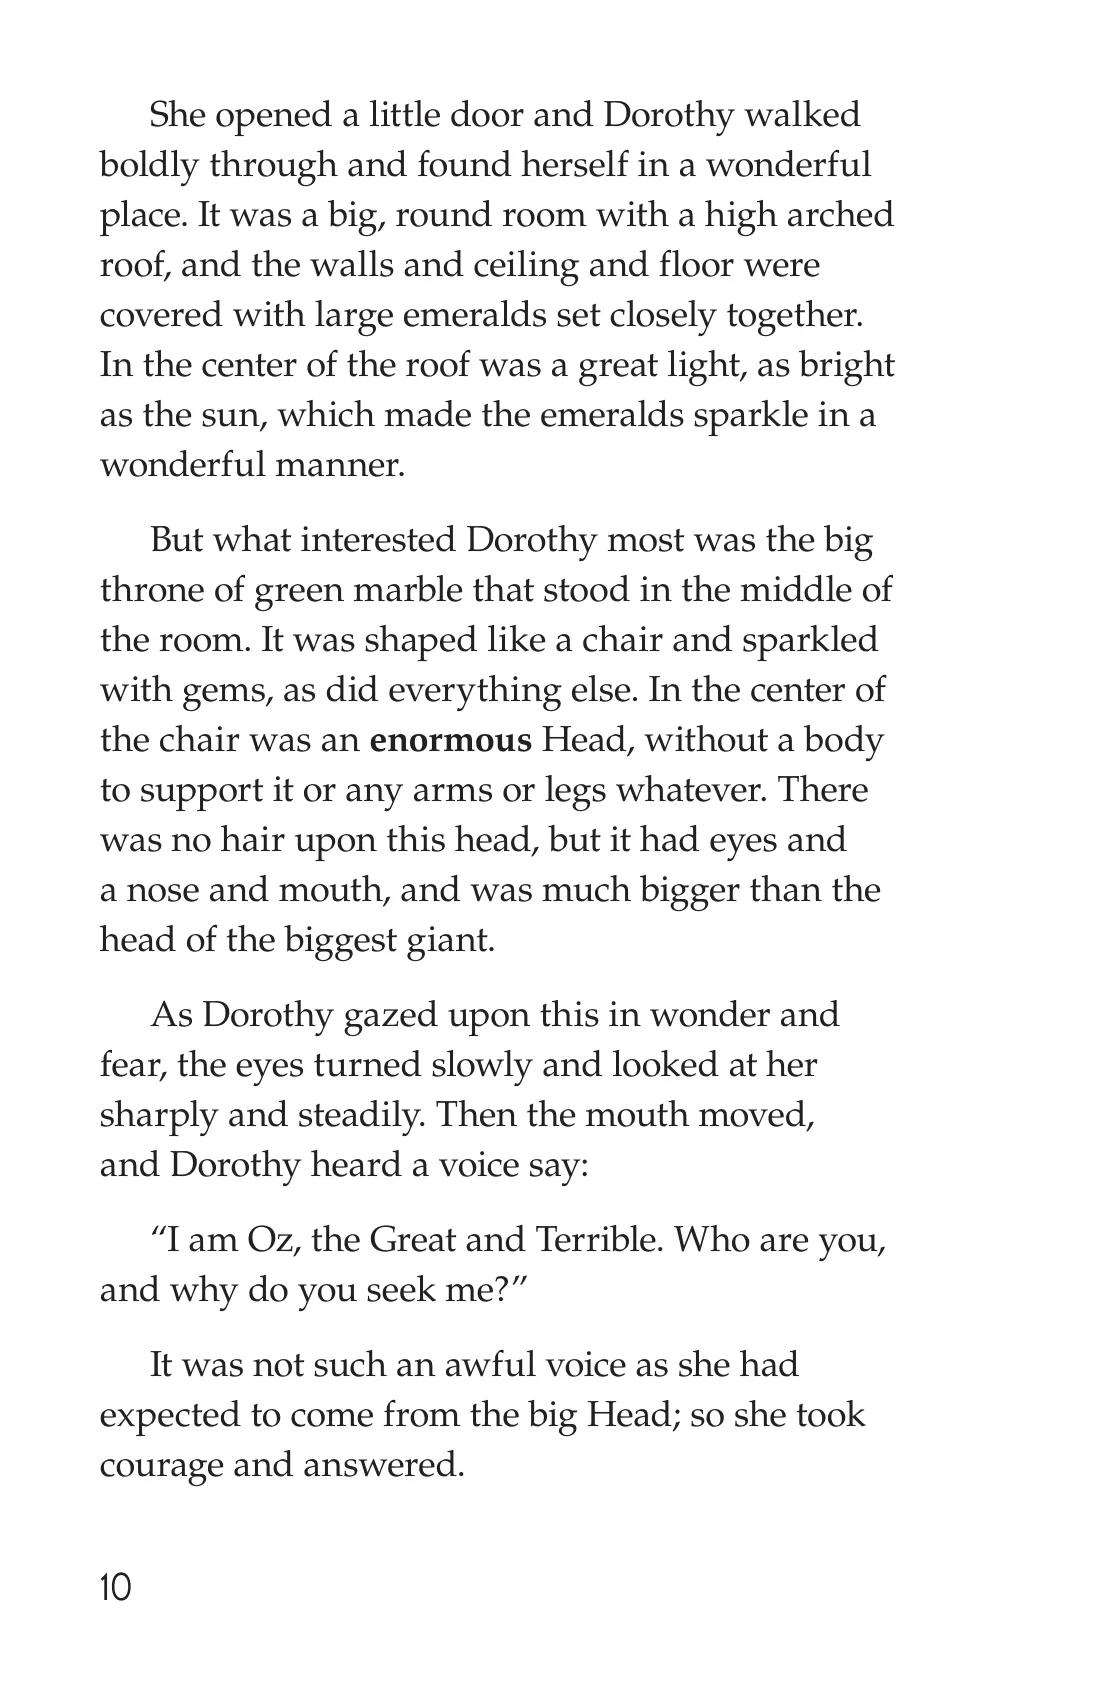 She opened a little door and Dorothy walked
boldly through and found herself in a wonderful
place. It was a big, round room with a high arched
roof, and the walls and ceiling and floor were
covered with large emeralds set closely together.
In the center of the roof was a great light, as bright
as the sun, which made the emeralds sparkle in a
wonderful manner.
But what interested Dorothy most was the big
throne of green marble that stood in the middle of
the room. It was shaped like a chair and sparkled
with gems, as did everything else. In the center of
the chair was an enormous Head, without a body
to support it or any arms or legs whatever. There
was no hair upon this head, but it had eyes and
a nose and mouth, and was much bigger than the
head of the biggest giant.
As Dorothy gazed upon this in wonder and
fear, the eyes turned slowly and looked at her
sharply and steadily. Then the mouth moved,
and Dorothy heard a voice say:
“I am Oz, the Great and Terrible. Who are you,
and why do you seek me?”
It was not such an awful voice as she had
expected to come from the big Head; so she took
courage and answered.
10